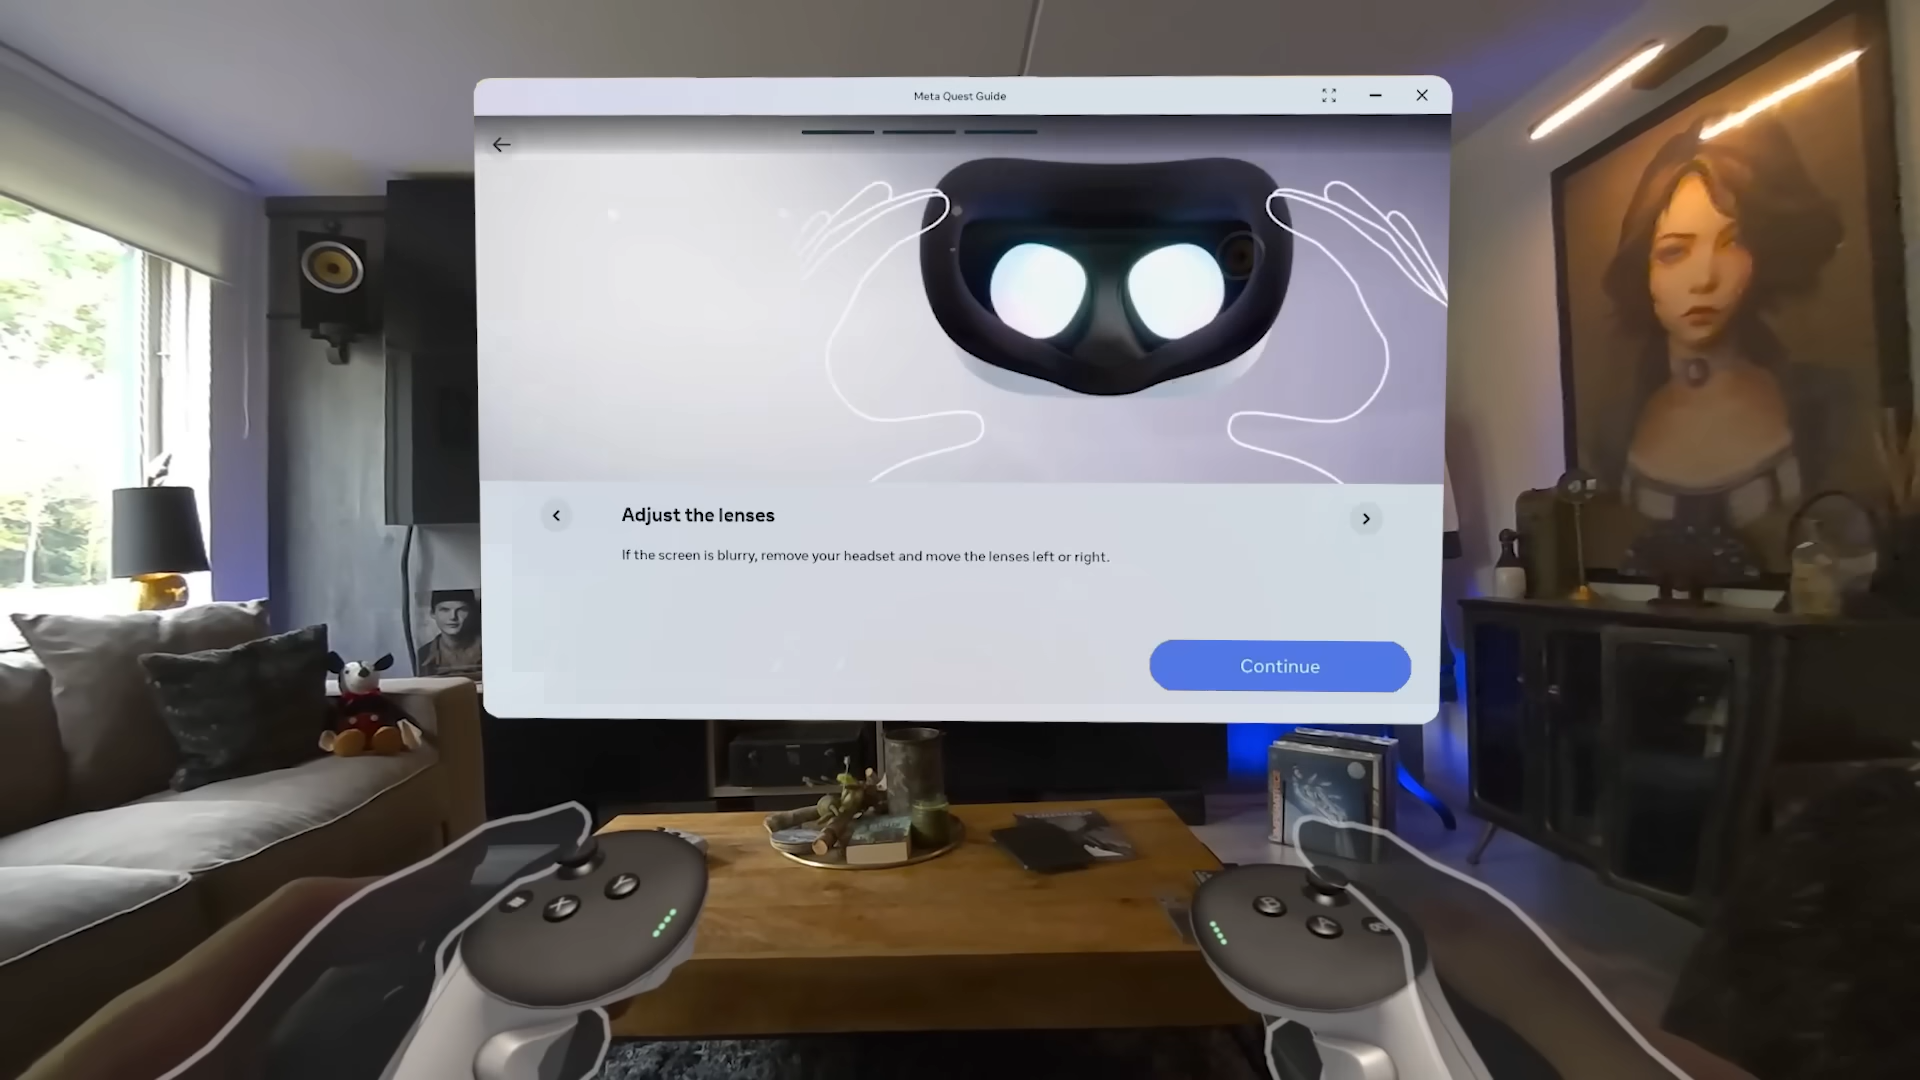 Meta Quest Guide
Adjust the lenses
If the screen is blurry, remove your headset and move the lenses left or right.
Continue
X
Y
B
A